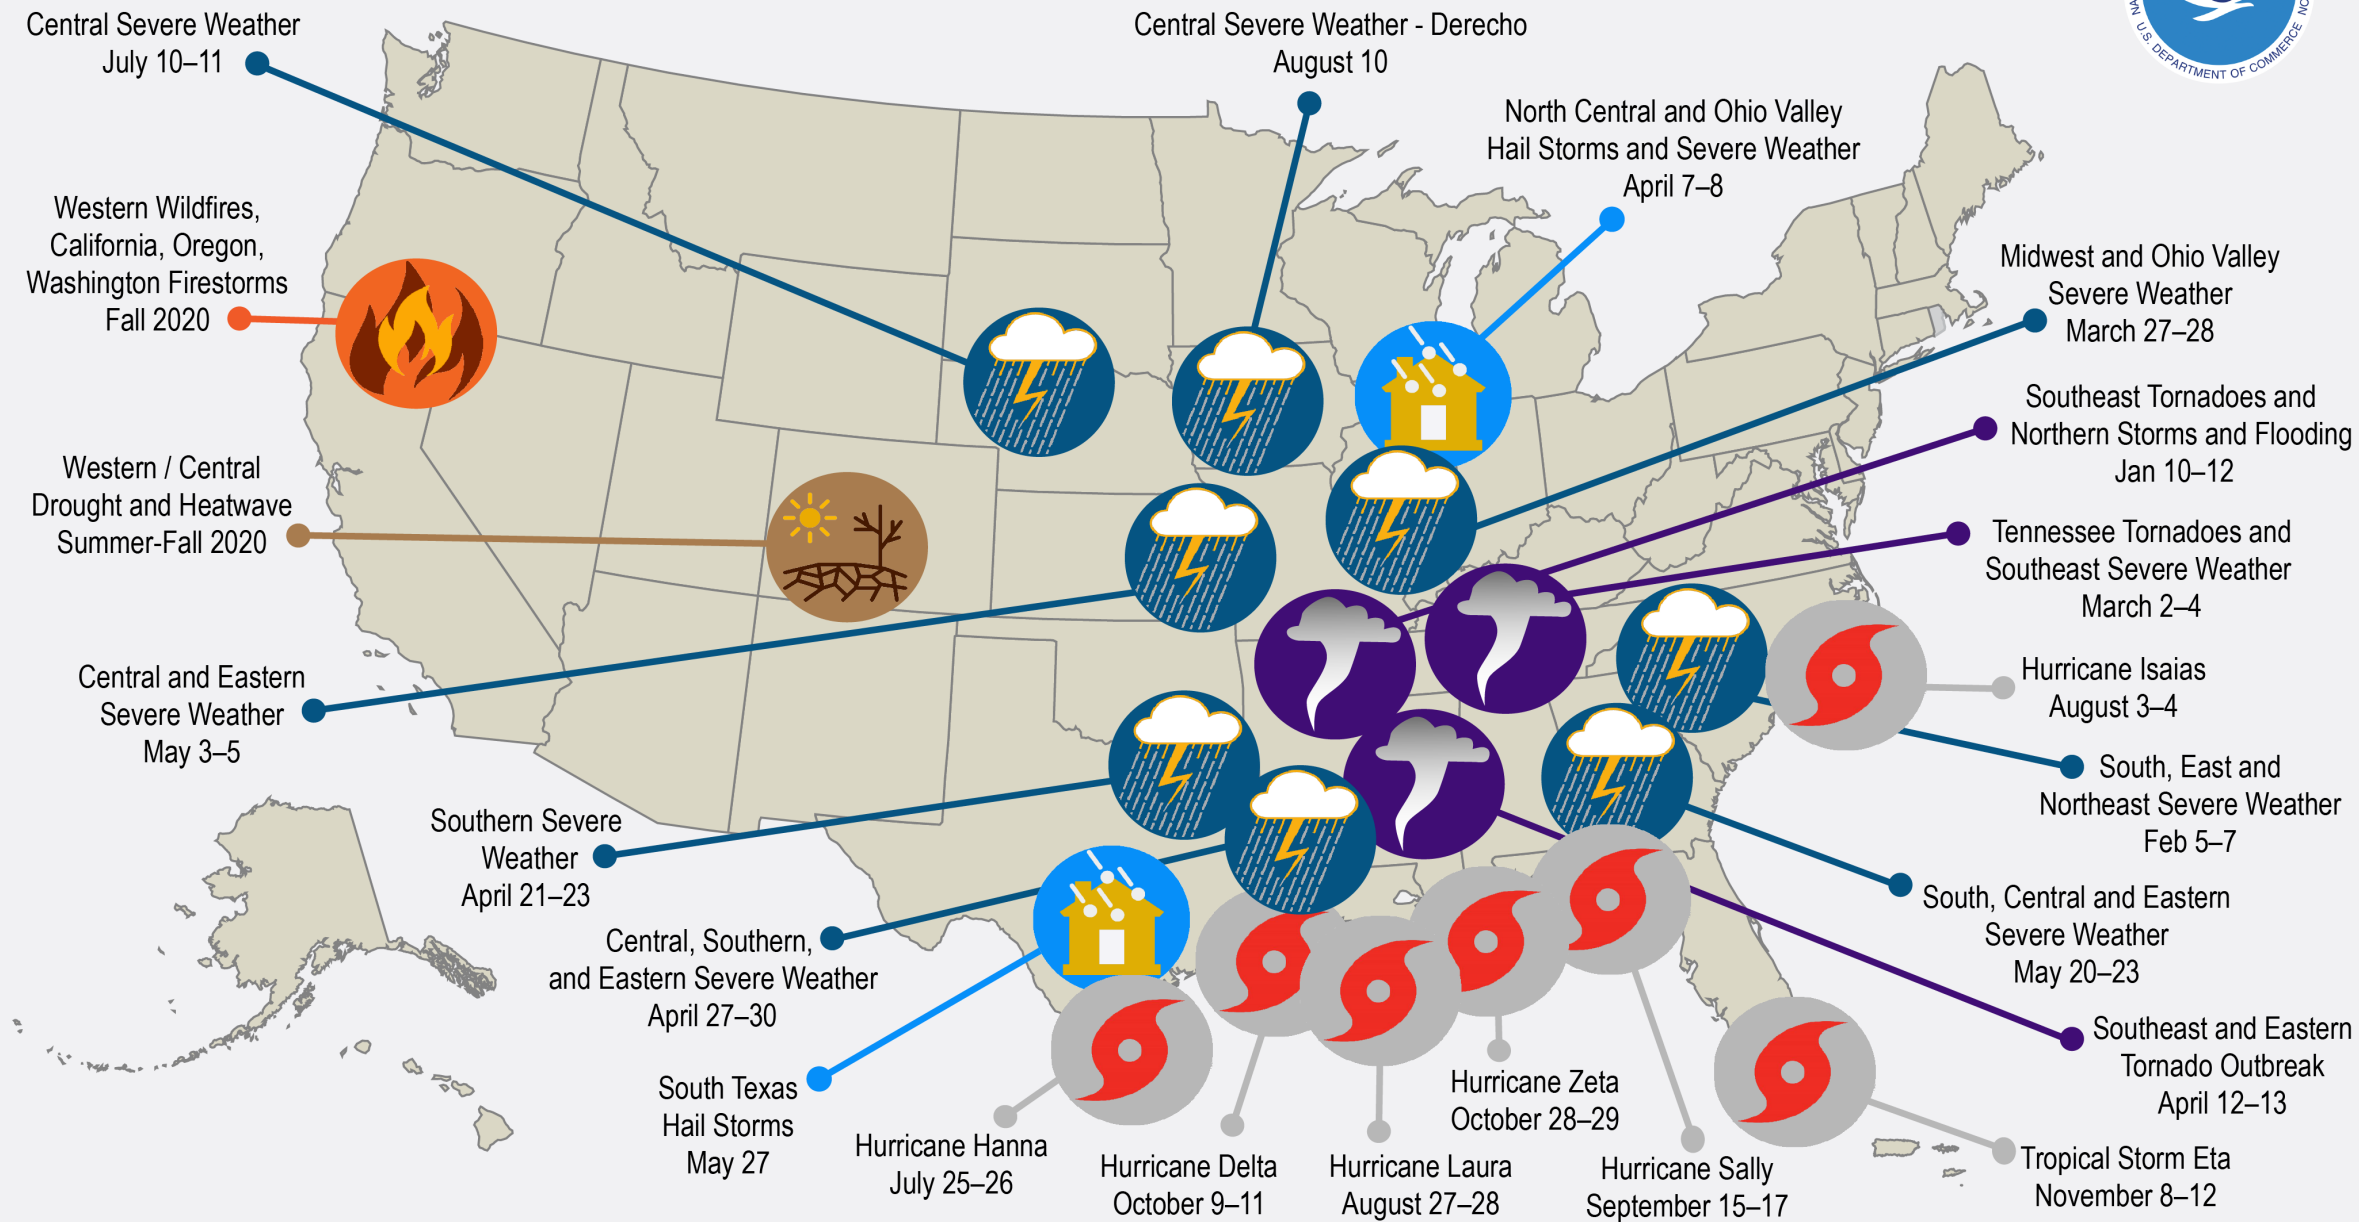 Central Severe Weather
July 10–11
Central Severe Weather - Derecho
August 10
U.S. DEPARTMENT OF COMMERCE
North Central and Ohio Valley
Hail Storms and Severe Weather
April 7–8
Western Wildfires,
California, Oregon,
Washington Firestorms
Fall 2020
Midwest and Ohio Valley
Severe Weather
March 27–28
Southeast Tornadoes and
Northern Storms and Flooding
Jan 10–12
Western / Central
Drought and Heatwave
Summer-Fall 2020
Tennessee Tornadoes and
Southeast Severe Weather
March 2–4
Central and Eastern
Severe Weather
May 3–5
Hurricane Isaias
August 3–4
South, East and
Northeast Severe Weather
Feb 5–7
Southern Severe
Weather
April 21–23
South, Central and Eastern
Severe Weather
May 20–23
Central, Southern,
and Eastern Severe Weather
April 27–30
Southeast and Eastern
Tornado Outbreak
April 12–13
South Texas
Hail Storms
May 27
Hurricane Hanna
July 25–26
Hurricane Delta
October 9–11
Hurricane Laura
August 27–28
Hurricane Zeta
October 28–29
Hurricane Sally
September 15–17
Tropical Storm Eta
November 8–12